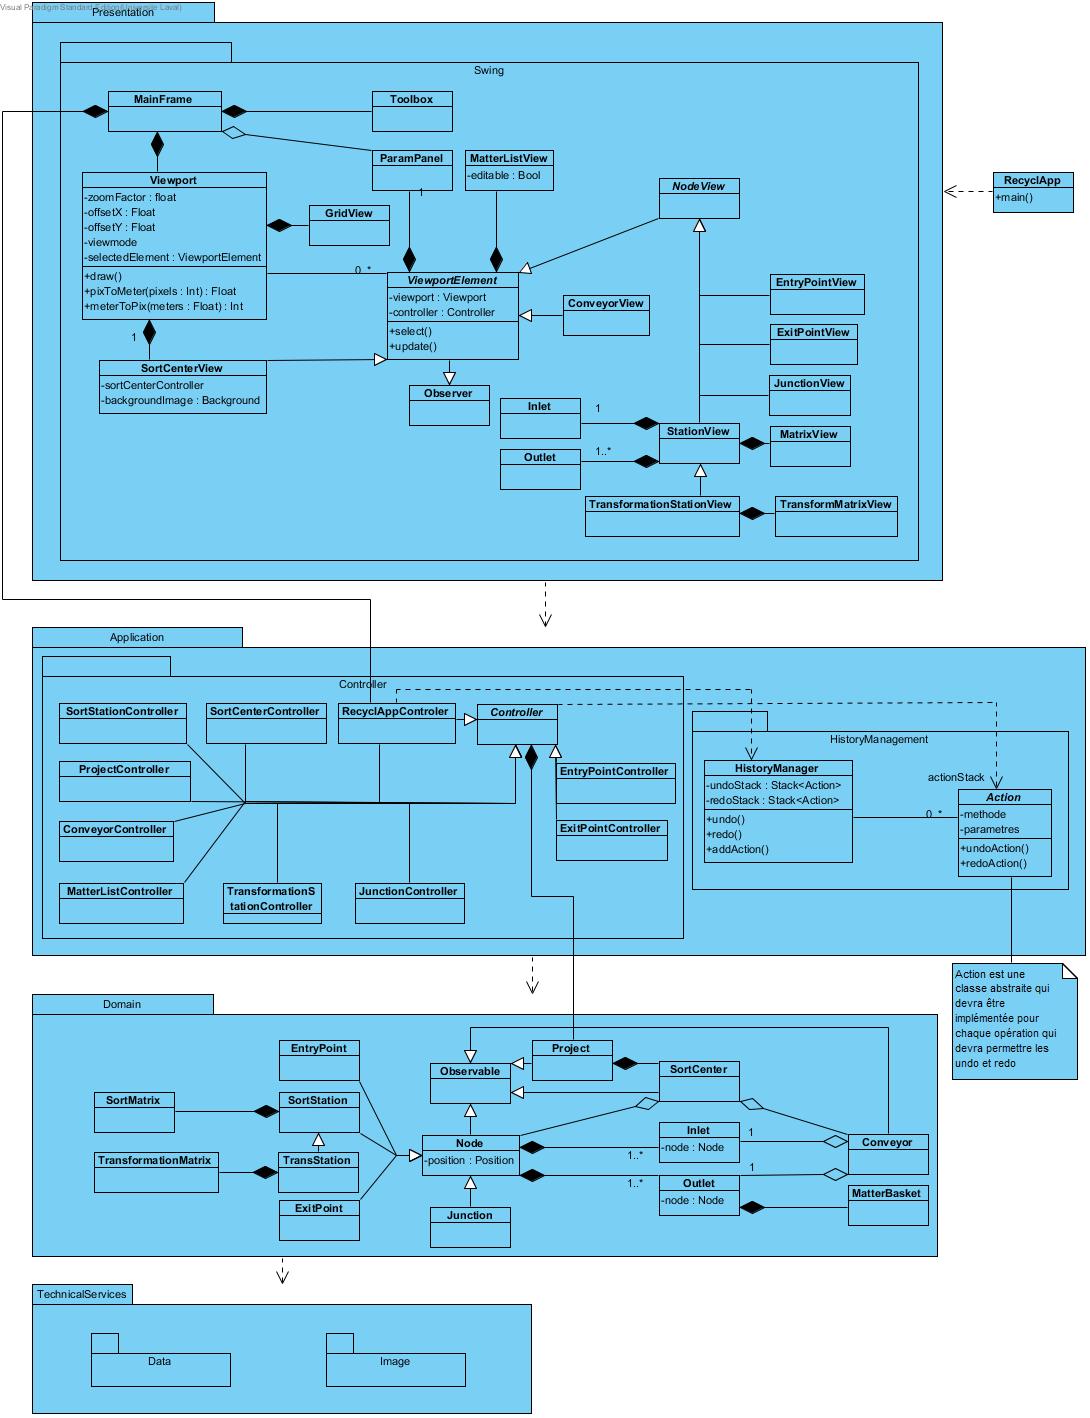 Visual Paradigm Standard Edition(Universite Laval)
Presentation
Swing
MainFrame
Toolbox
ParamPanel
1
MatterListView
-editable : Bool
NodeView
RecyclApp
+main()
Viewport
-zoomFactor : float
-offsetX : Float
-offsetY : Float
-viewmode
-selectedElement : ViewportElement
+draw()
+pixToMeter(pixels : Int) : Float
+meterToPix(meters : Float) : Int
GridView
0..*
ViewportElement
-viewport : Viewport
-controller : Controller
+select()
+update()
ConveyorView
EntryPointView
ExitPointView
JunctionView
1
SortCenterView
-sortCenterController
-backgroundImage : Background
Observer
Inlet
1
Outlet
1..*
StationView
MatrixView
TransformationStationView
TransformMatrixView
Application
Controller
SortStationController
SortCenterController
RecyclAppControler
Controller
ProjectController
EntryPointController
ConveyorController
ExitPointController
MatterListController
TransformationS
tationController
JunctionController
HistoryManagement
HistoryManager
-undoStack : Stack<Action>
-redoStack : Stack<Action>
+undo()
+redo()
+addAction()
actionStack
0..*
Action
-methode
-parametres
+undoAction()
+redoAction()
Action est une
classe abstraite qui
devra être
implémentée pour
chaque opération qui
devra permettre les
undo et redo
Domain
EntryPoint
Observable
Project
SortCenter
SortMatrix
SortStation
Node
-position : Position
Inlet
-node : Node
1..*
1
Conveyor
TransformationMatrix
TransStation
Outlet
-node : Node
1..*
1
MatterBasket
ExitPoint
Junction
TechnicalServices
Data
Image